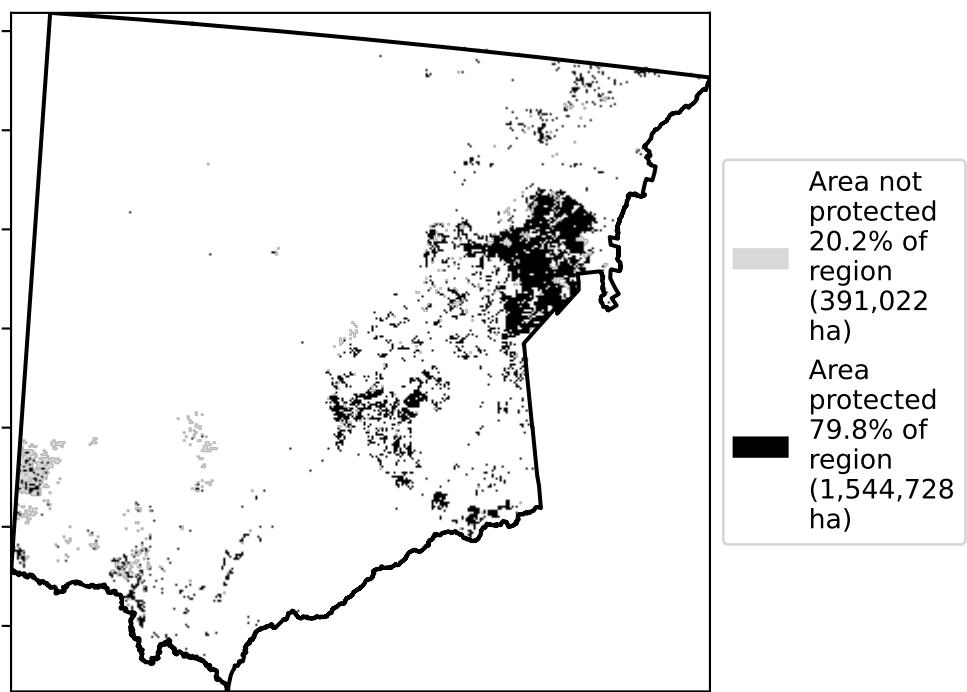 Area not
protected
20.2% of
region
(391,022
ha)
Area
protected
79.8% of
region
(1,544,728
ha)